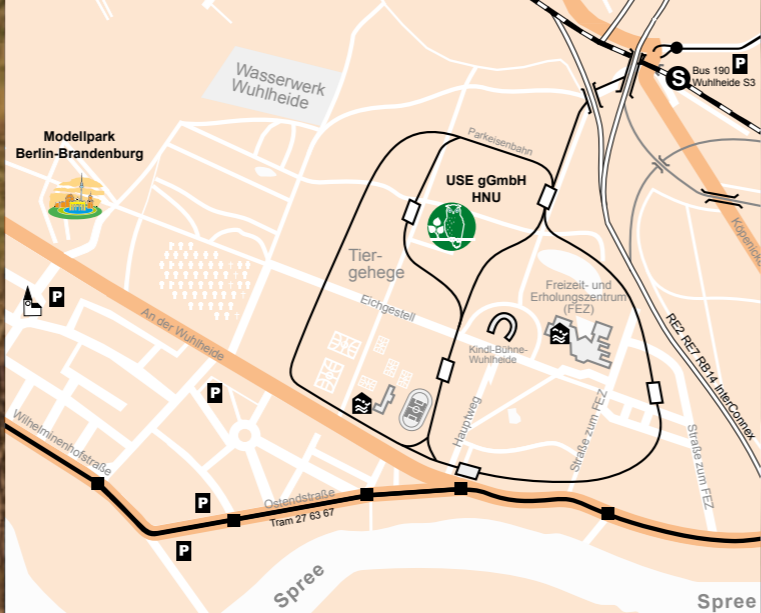 Wasserwerk
Wuhlheide
P
Bus 190
Wuhlheide S3
S
Modellpark
Berlin-Brandenburg
Parkeisenbahn
USE gGmbH
HNU
Tier-
gehege
Eichgestell
Freizeit- und
Erholungszentrum
(FEZ)
P
An der Wuhlheide
Kindl-Bühne-
Wuhlheide
RE2 RE7 RB14 InterConnex
P
Wilhelminenhofstraße
Hauptweg
Straße zum FEZ
Straße zum FEZ
P
Ostendstraße
Tram 27 63 67
P
Spree
Spree